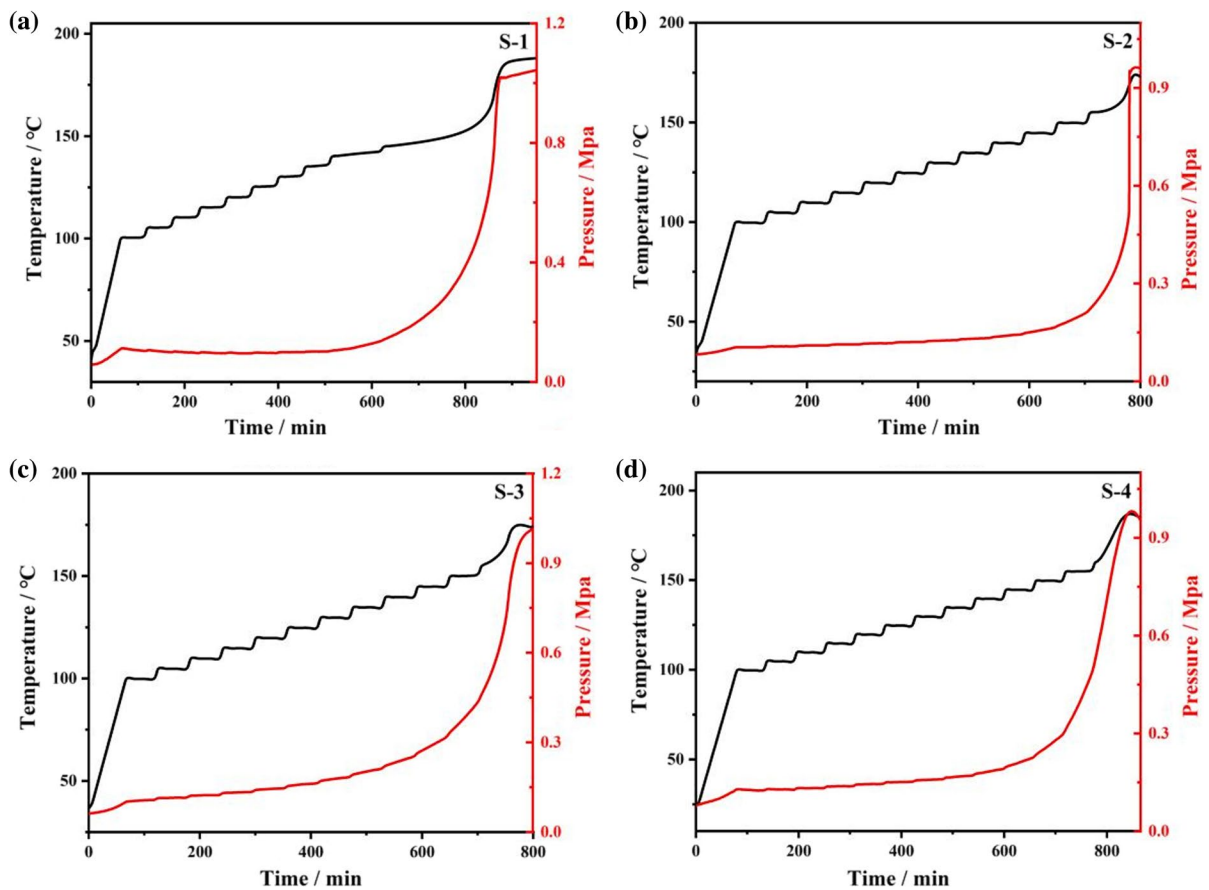 (a)
S-1
200
150
100
50
Temperature / °C
1.2
0.8
0.4
0.0
Pressure / Mpa
0
200
400
600
800
Time / min
(b)
S-2
200
150
100
50
Temperature / °C
0.9
0.6
0.3
0.0
Pressure / Mpa
0
200
400
600
800
Time / min
(c)
S-3
200
150
100
50
Temperature / °C
1.2
0.9
0.6
0.3
0.0
Pressure / Mpa
0
200
400
600
800
Time / min
(d)
S-4
200
150
100
50
Temperature / °C
0.9
0.6
0.3
0.0
Pressure / Mpa
0
200
400
600
800
Time / min